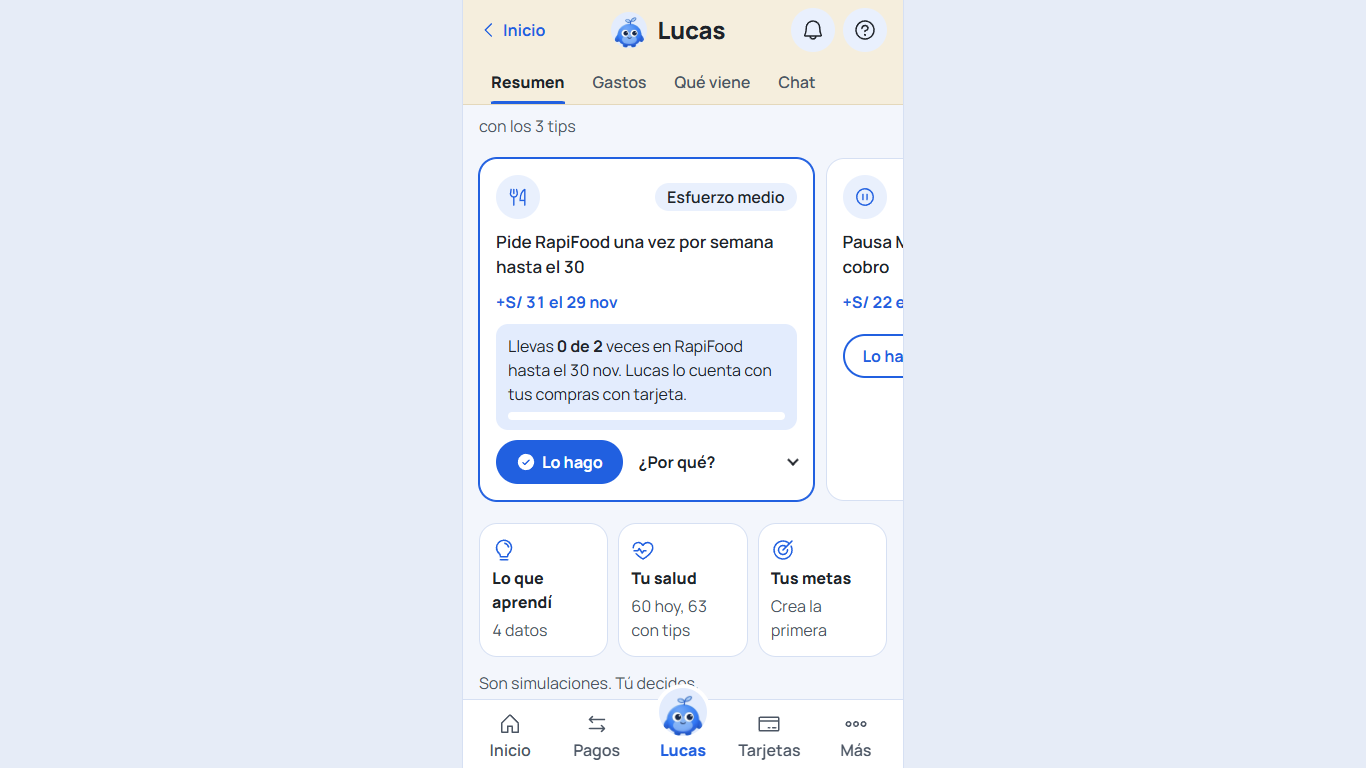 Inicio
Lucas
Resumen
Gastos
Qué viene
Chat
con los 3 tips
Esfuerzo medio
Pide RapiFood una vez por semana
hasta el 30
+S/ 31 el 29 nov
Llevas 0 de 2 veces en RapiFood
hasta el 30 nov. Lucas lo cuenta con
tus compras con tarjeta.
Lo hago
¿Por qué?
Pausa
cobro
+S/ 22
Lo
Lo que
aprendí
4 datos
Tu salud
60 hoy, 63
con tips
Tus metas
Crea la
primera
Son simulaciones. Tú decides.
Inicio
Pagos
Lucas
Tarjetas
Más